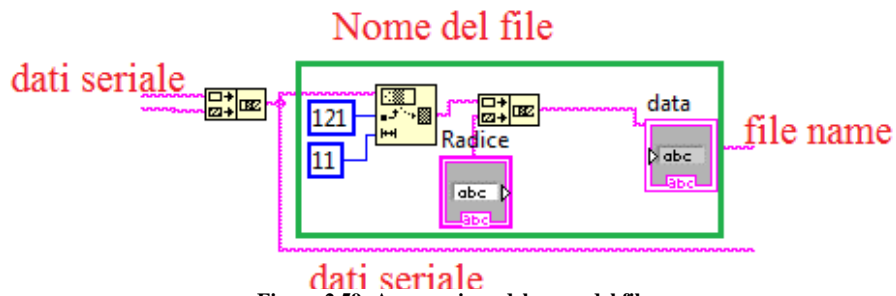 Nome del file
dati seriale
121
11
Radice
abc
abc
data
abc
abc
file name
dati seriale